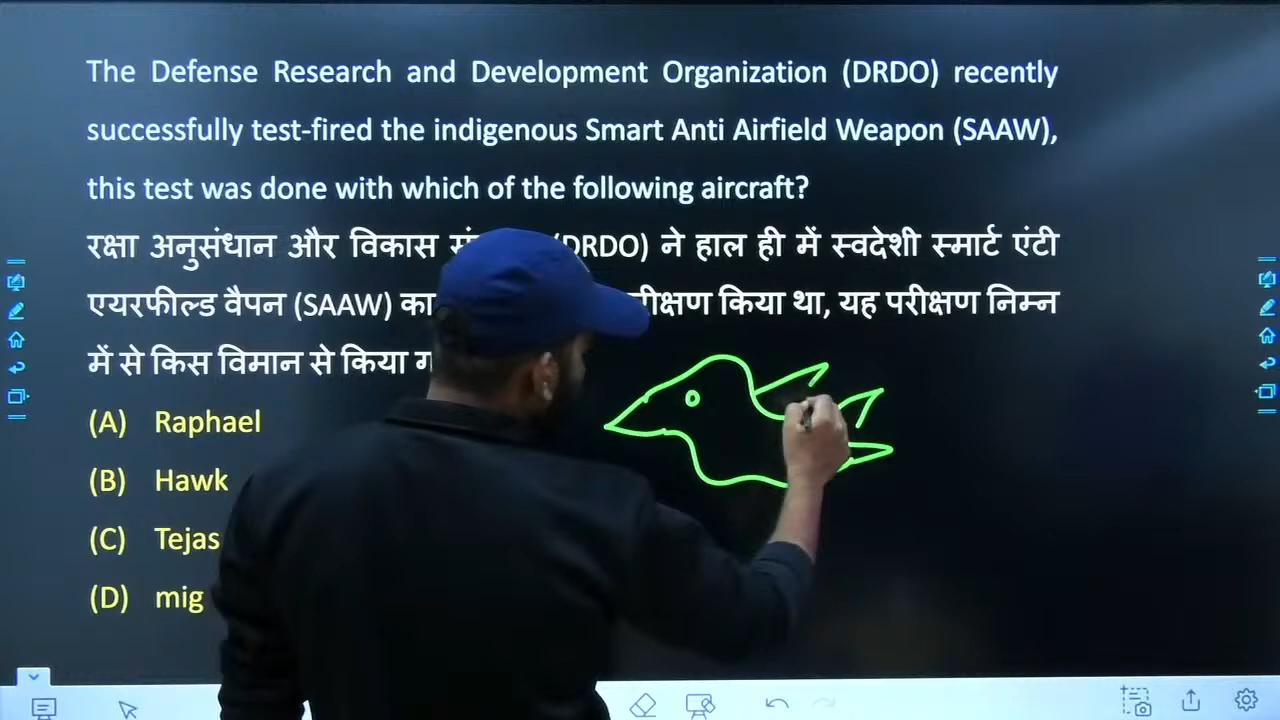 The Defense Research and Development Organization (DRDO) recently
successfully test-fired the indigenous Smart Anti Airfield Weapon (SAAW),
this test was done with which of the following aircraft?
रक्षा अनुसंधान और विकास (DRDO) ने हाल ही में स्वदेशी स्मार्ट एंटी
एयरफील्ड वैपन (SAAW) का किया था, यह परीक्षण निम्न
में से किस विमान से किया
(A) Raphael
(B) Hawk
(C) Tejas
(D) mig